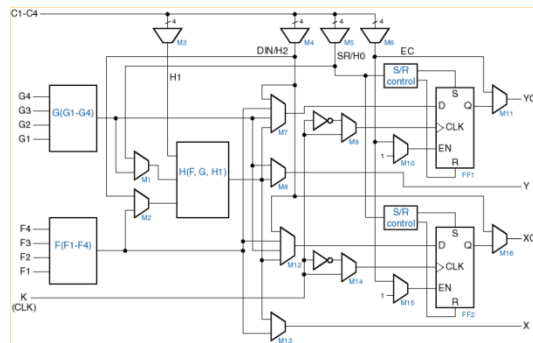 C1-C4
4 4 4 4
M3 M4 M5 M6
DIN/H2 SR/H0 EC
H1
S/R control
G4
G3
G2
G1
G(G1-G4)
S
D Q
CLK
EN
R
FF1
M7
M9
M10
1
M11
YQ
M1
M2
H(F, G, H1)
M8
Y
F4
F3
F2
F1
F(F1-F4)
S/R control
S
D Q
CLK
EN
R
FF2
M12
M14
M15
1
M16
XQ
K
(CLK)
M13
X